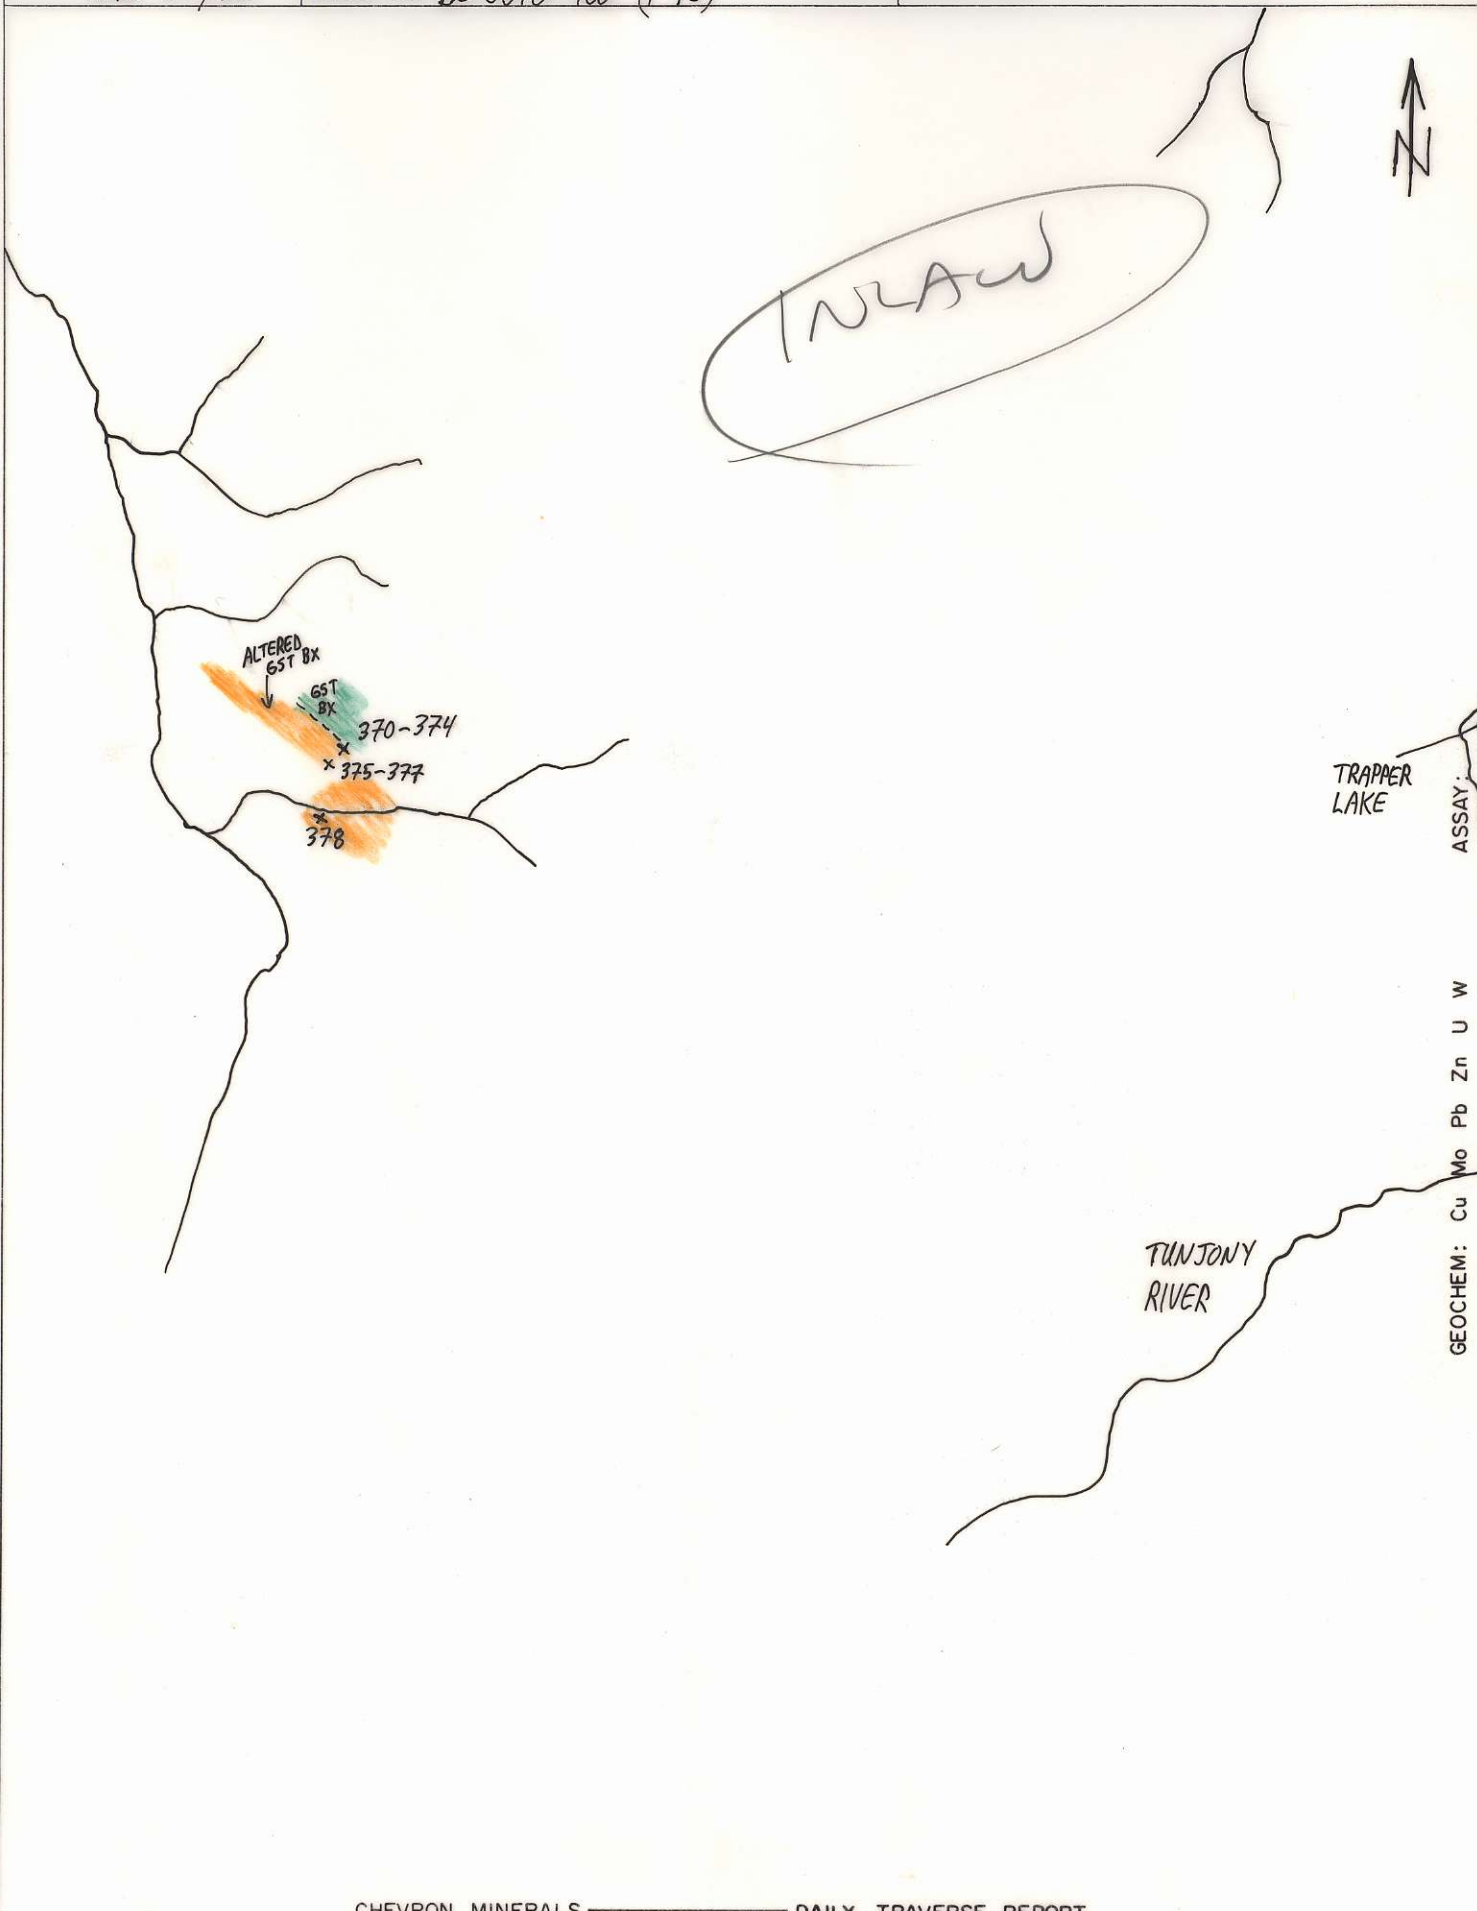 N
INLAW
ALTERED
GST BX
GST
BX
370-374
375-377
378
TRAPPER
LAKE
ASSAY:
GEOCHEM: Cu Mo Pb Zn U W
TUNJONY
RIVER
CHEVRON MINERALS DAILY TRAVERSE REPORT